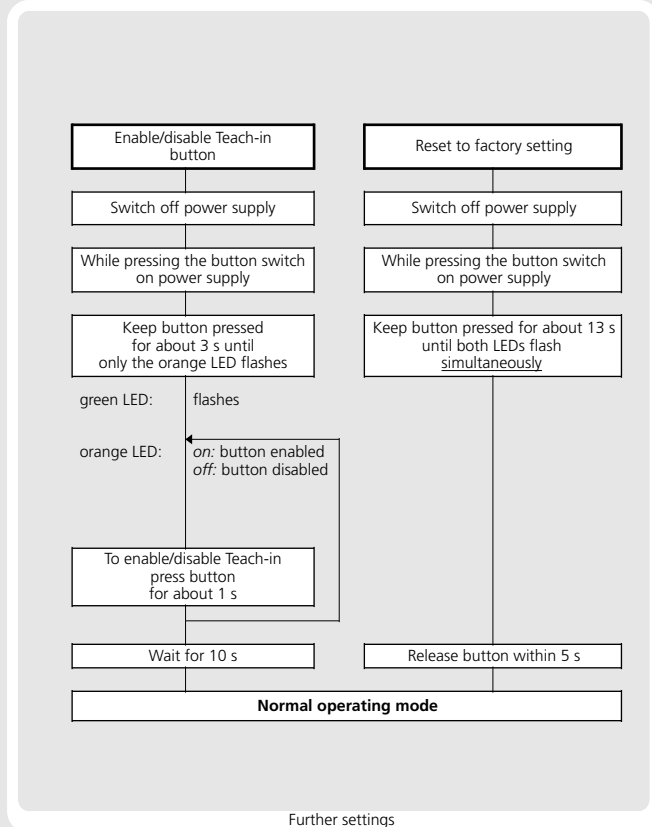 Enable/disable Teach-in
button
Switch off power supply
While pressing the button switch
on power supply
Keep button pressed
for about 3 s until
only the orange LED flashes
green LED: flashes
orange LED: on: button enabled
off: button disabled
To enable/disable Teach-in
press button
for about 1 s
Wait for 10 s
Reset to factory setting
Switch off power supply
While pressing the button switch
on power supply
Keep button pressed for about 13 s
until both LEDs flash
simultaneously
Release button within 5 s
Normal operating mode
Further settings